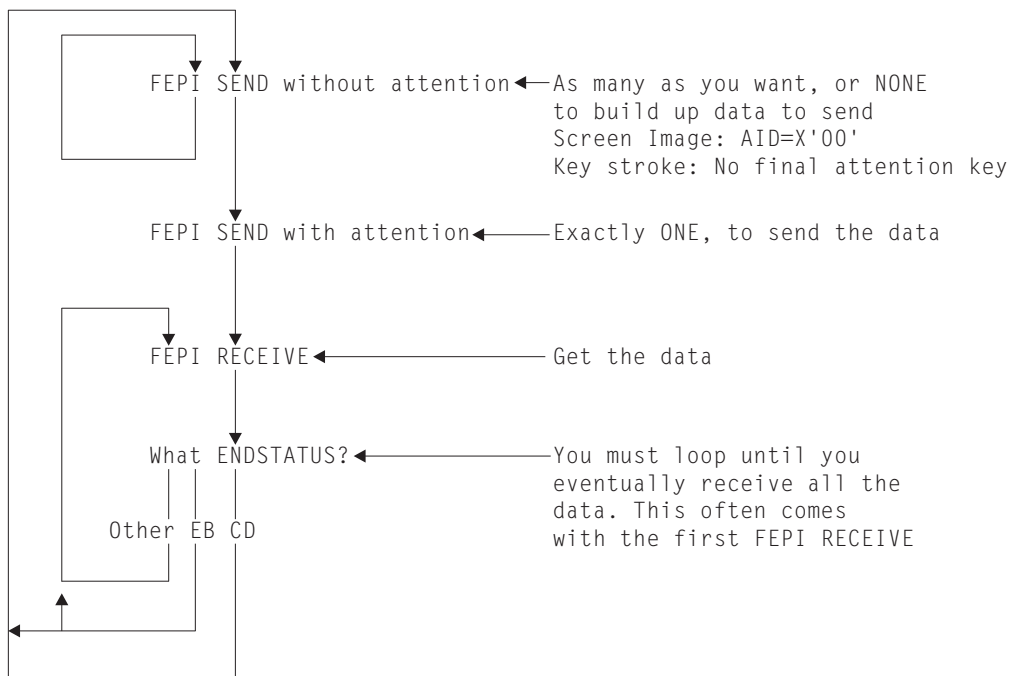 FEPI SEND without attention
As many as you want, or NONE
to build up data to send
Screen Image: AID=X'00'
Key stroke: No final attention key
FEPI SEND with attention
Exactly ONE, to send the data
FEPI RECEIVE
Get the data
What ENDSTATUS?
You must loop until you
eventually receive all the
data. This often comes
with the first FEPI RECEIVE
Other EB CD